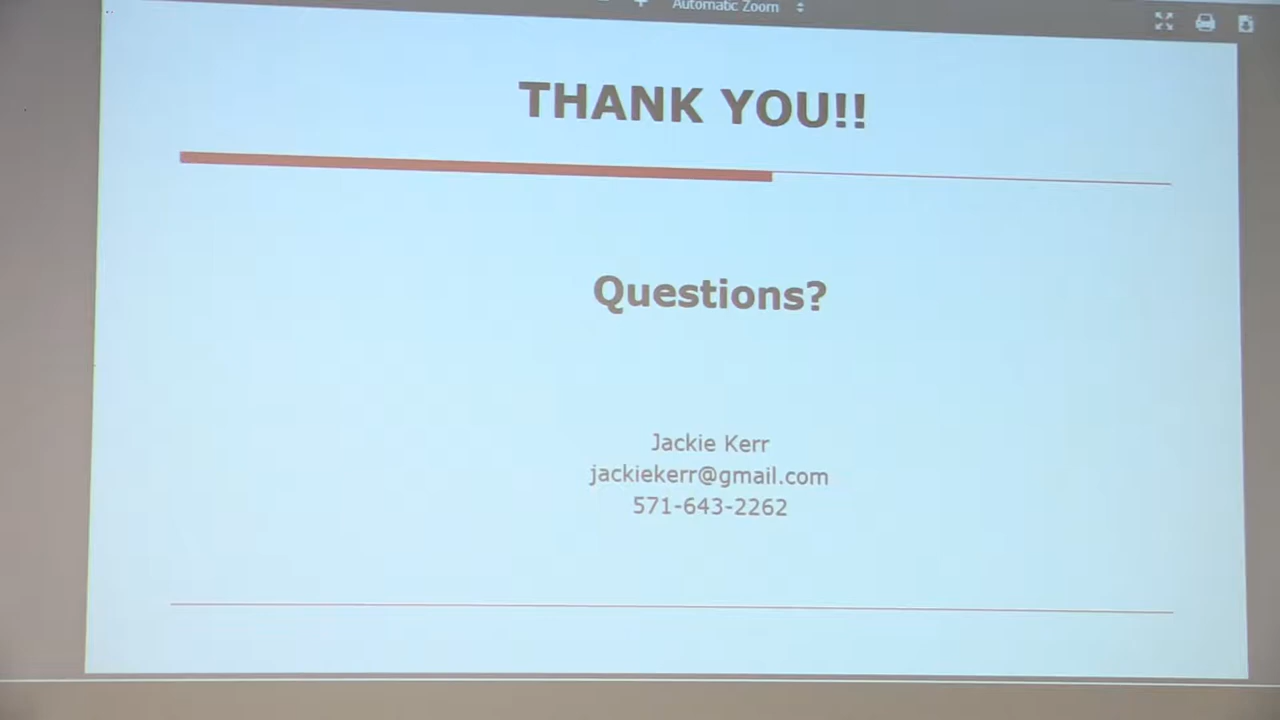 Automatic Zoom
THANK YOU!!
Questions?
Jackie Kerr
jackiekerr@gmail.com
571-643-2262